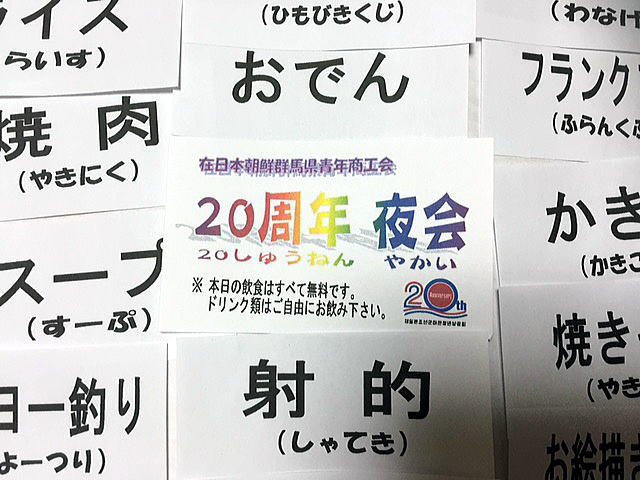 ライス
(らいす)
(ひもびきくじ)
(わなげ
おでん
フランク
(ふらんく
焼 肉
(やきにく)
在日本朝鮮群馬県青年商工会
20周年 夜会
20しゅうねん やかい
※ 本日の飲食はすべて無料です。
ドリンク類はご自由にお飲み下さい。
20th
Anniversary
かき
(かきご
スープ
(すーぷ)
焼き
(やき
ヨー釣り
よーつり)
射 的
(しゃてき)
お絵描き